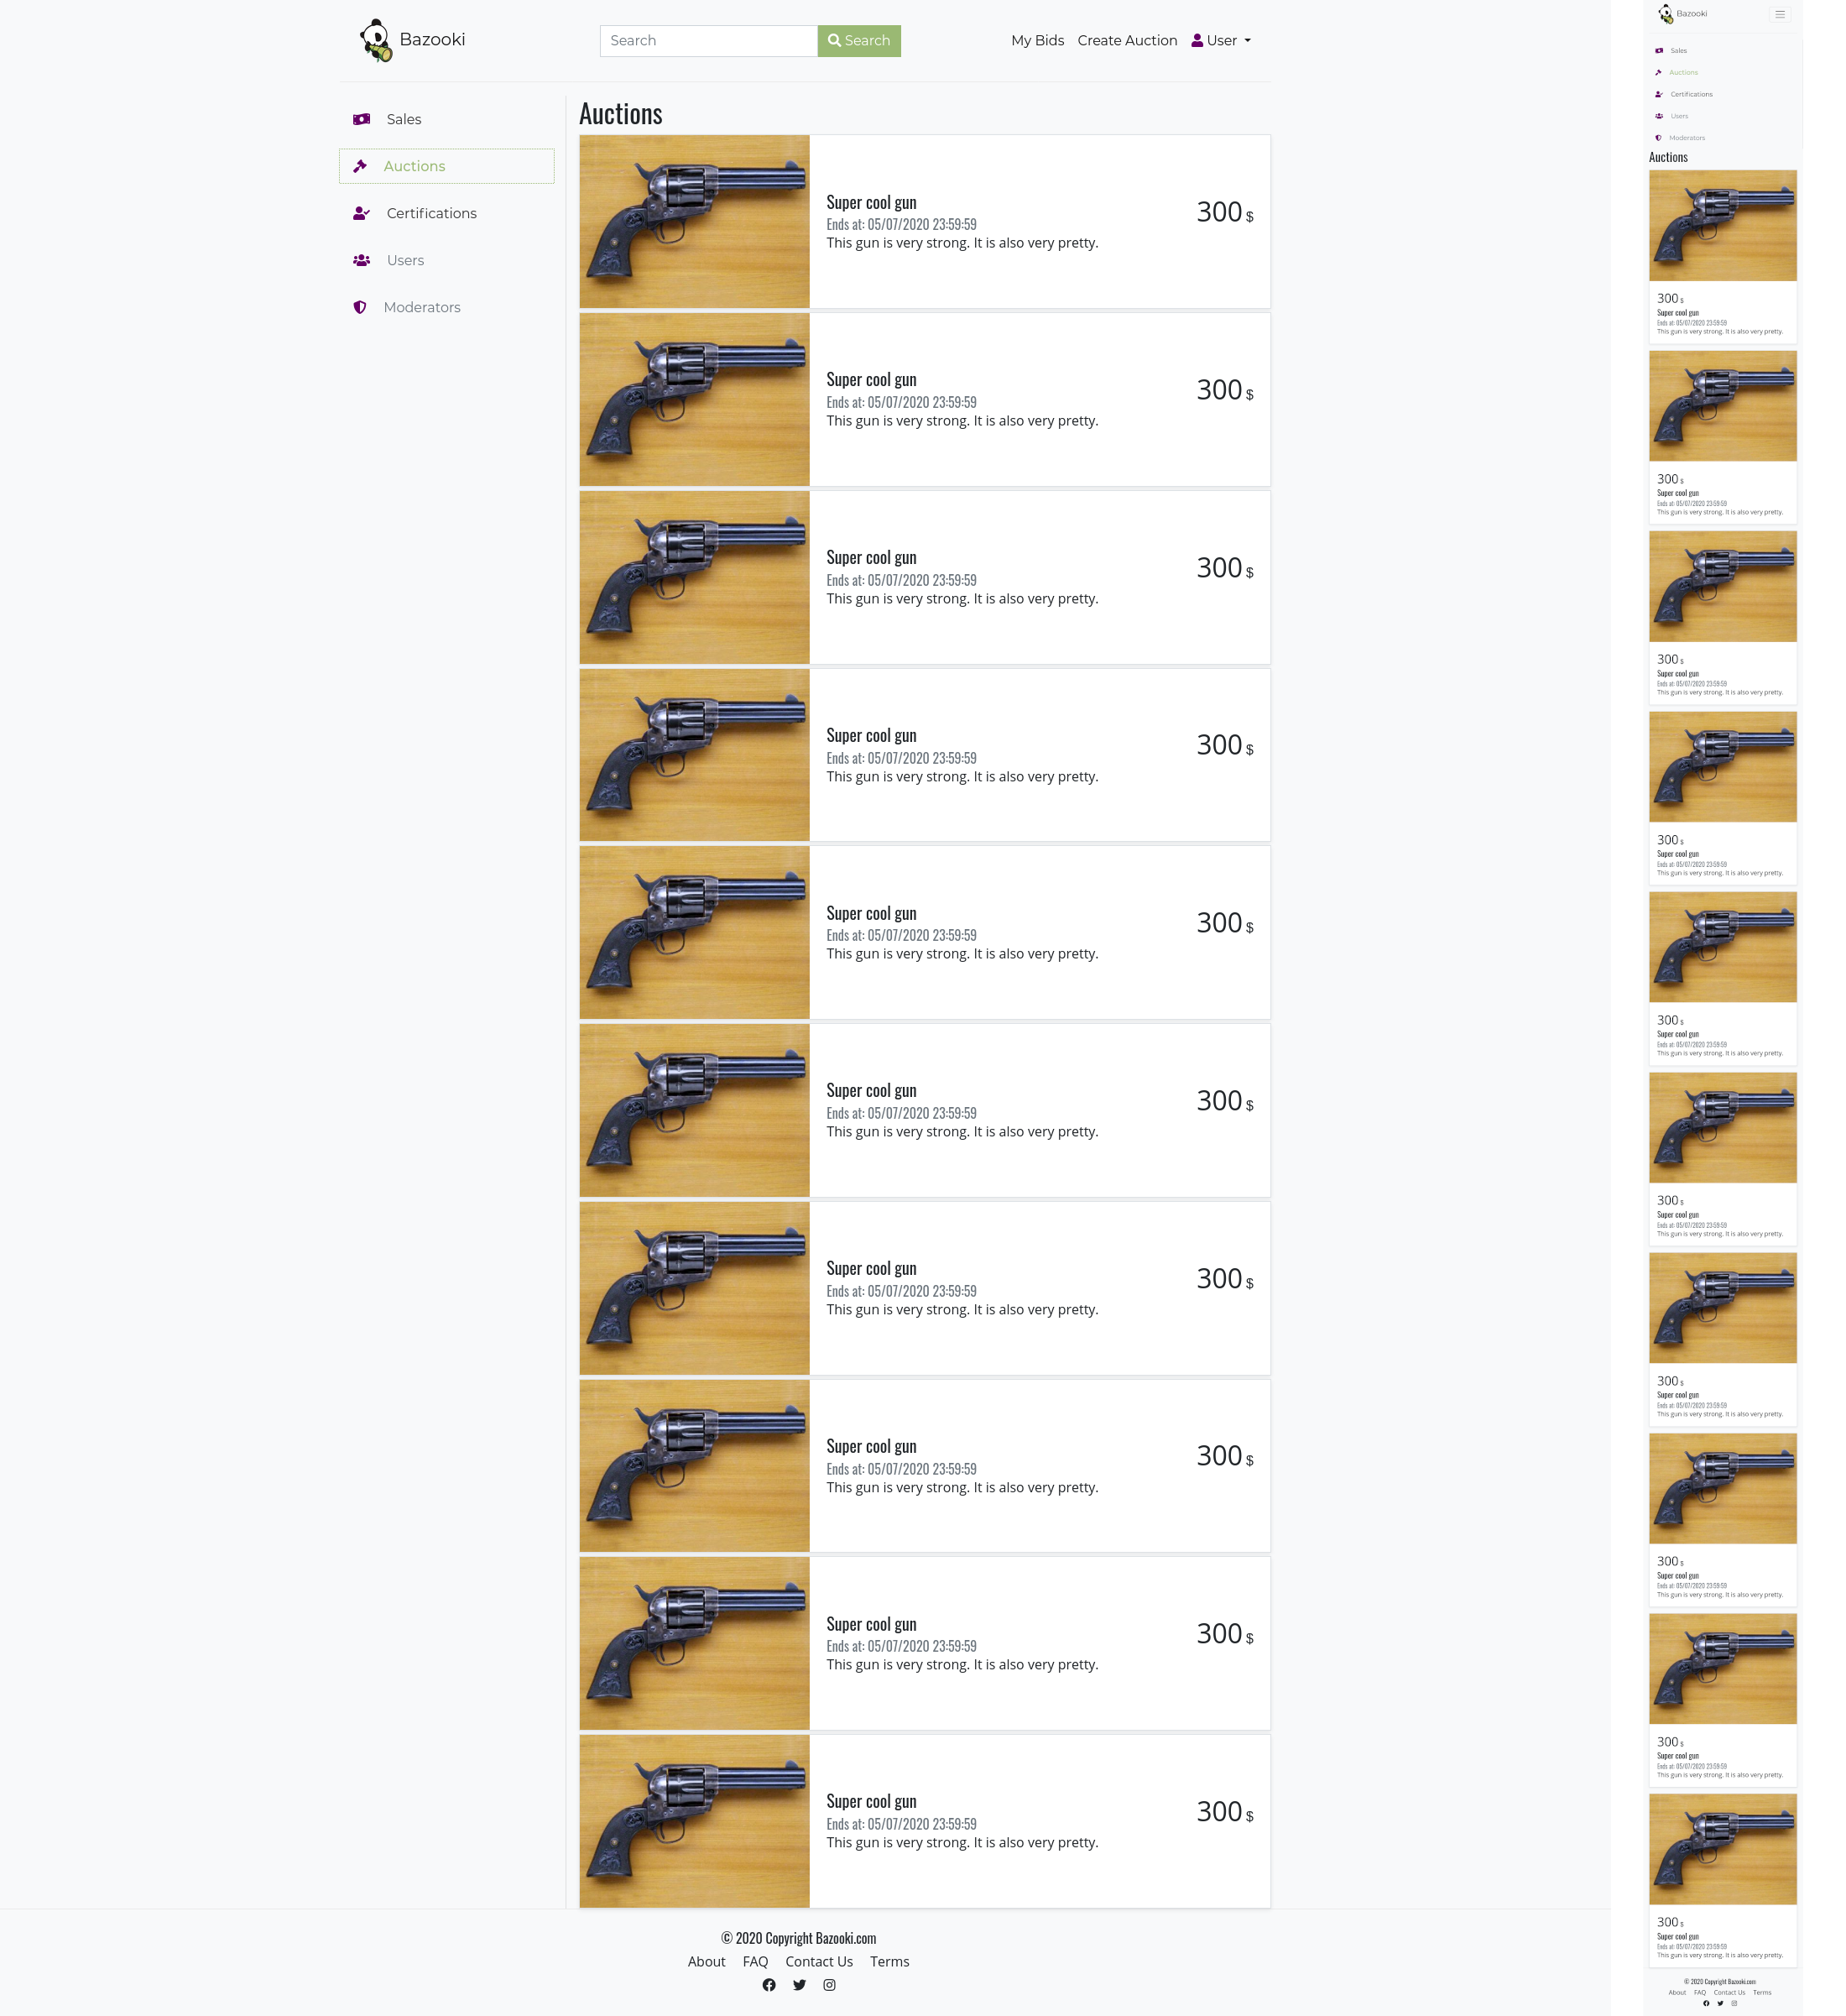 Bazooki
Search
Search
My Bids
Create Auction
User
Sales
Auctions
Certifications
Users
Moderators
Auctions
Super cool gun
Ends at: 05/07/2020 23:59:59
This gun is very strong. It is also very pretty.
300 $
Super cool gun
Ends at: 05/07/2020 23:59:59
This gun is very strong. It is also very pretty.
300 $
Super cool gun
Ends at: 05/07/2020 23:59:59
This gun is very strong. It is also very pretty.
300 $
Super cool gun
Ends at: 05/07/2020 23:59:59
This gun is very strong. It is also very pretty.
300 $
Super cool gun
Ends at: 05/07/2020 23:59:59
This gun is very strong. It is also very pretty.
300 $
Super cool gun
Ends at: 05/07/2020 23:59:59
This gun is very strong. It is also very pretty.
300 $
Super cool gun
Ends at: 05/07/2020 23:59:59
This gun is very strong. It is also very pretty.
300 $
Super cool gun
Ends at: 05/07/2020 23:59:59
This gun is very strong. It is also very pretty.
300 $
Super cool gun
Ends at: 05/07/2020 23:59:59
This gun is very strong. It is also very pretty.
300 $
Super cool gun
Ends at: 05/07/2020 23:59:59
This gun is very strong. It is also very pretty.
300 $
© 2020 Copyright Bazooki.com
About FAQ Contact Us Terms
Bazooki
Sales
Auctions
Certifications
Users
Moderators
Auctions
300 $
Super cool gun
Ends at: 05/07/2020 23:59:59
This gun is very strong. It is also very pretty.
300 $
Super cool gun
Ends at: 05/07/2020 23:59:59
This gun is very strong. It is also very pretty.
300 $
Super cool gun
Ends at: 05/07/2020 23:59:59
This gun is very strong. It is also very pretty.
300 $
Super cool gun
Ends at: 05/07/2020 23:59:59
This gun is very strong. It is also very pretty.
300 $
Super cool gun
Ends at: 05/07/2020 23:59:59
This gun is very strong. It is also very pretty.
300 $
Super cool gun
Ends at: 05/07/2020 23:59:59
This gun is very strong. It is also very pretty.
300 $
Super cool gun
Ends at: 05/07/2020 23:59:59
This gun is very strong. It is also very pretty.
300 $
Super cool gun
Ends at: 05/07/2020 23:59:59
This gun is very strong. It is also very pretty.
300 $
Super cool gun
Ends at: 05/07/2020 23:59:59
This gun is very strong. It is also very pretty.
300 $
Super cool gun
Ends at: 05/07/2020 23:59:59
This gun is very strong. It is also very pretty.
© 2020 Copyright Bazooki.com
About FAQ Contact Us Terms